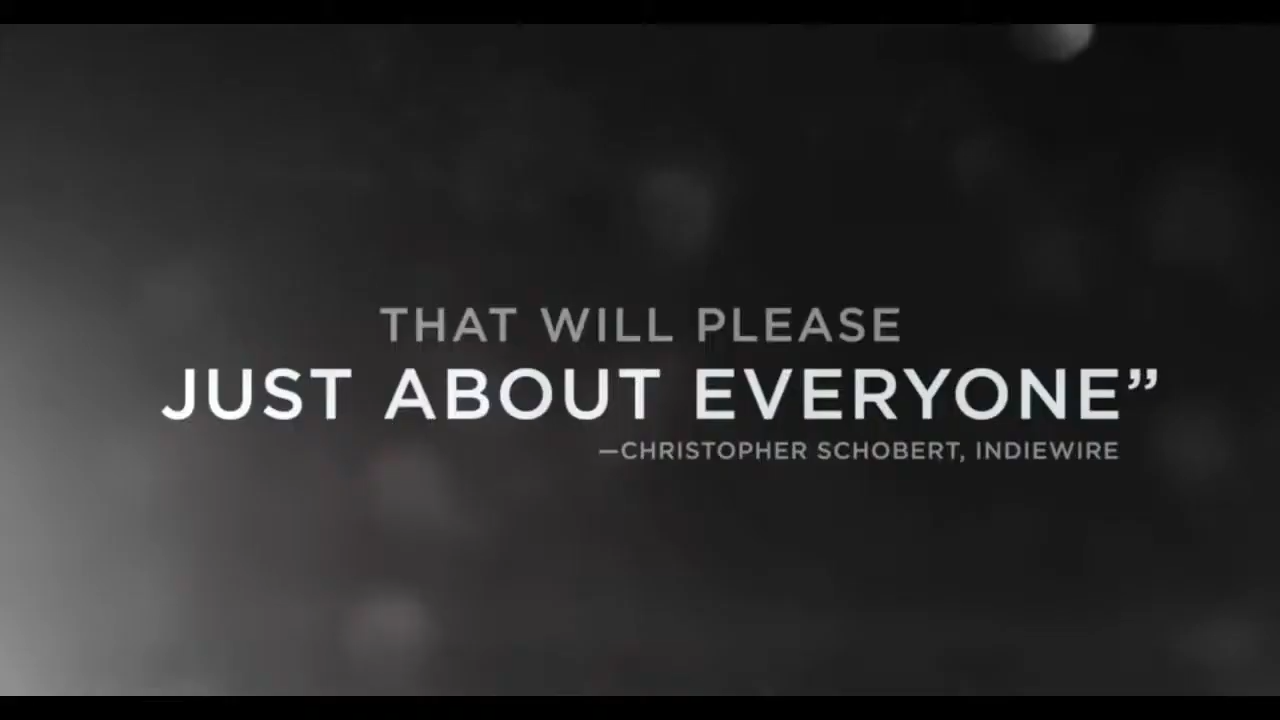 THAT WILL PLEASE
JUST ABOUT EVERYONE”
—CHRISTOPHER SCHOBERT, INDIEWIRE